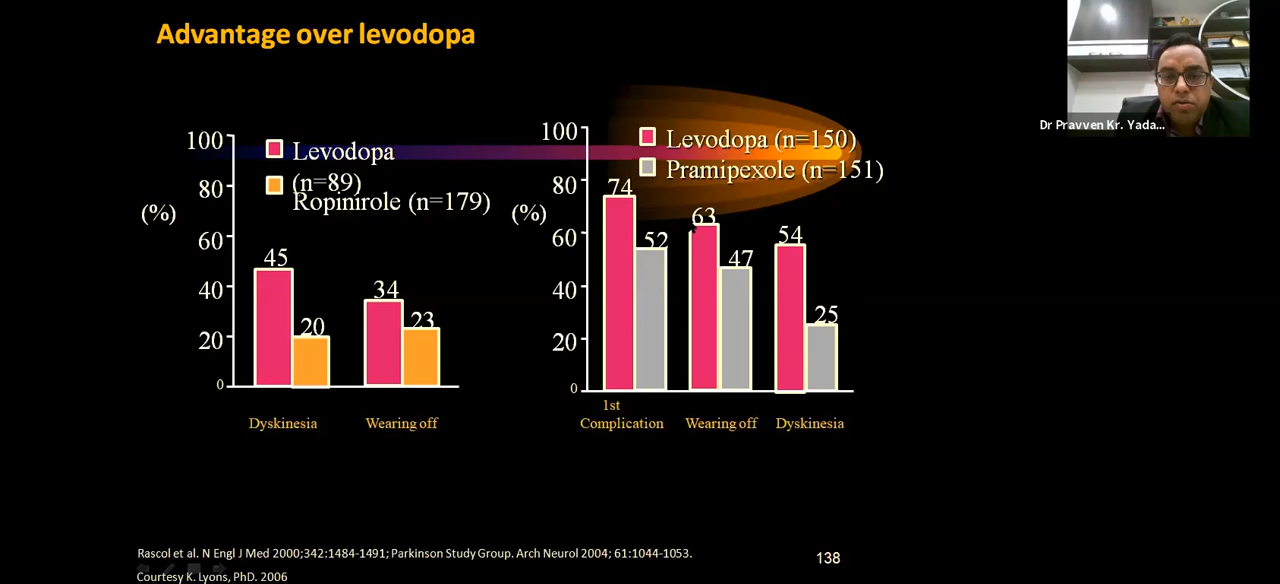 Advantage over levodopa
Dr Pravven Kr. Yada...
100
80
(%)
60
40
20
0
Levodopa
(n=89)
Ropinirole (n=179)
45
20
34
23
Dyskinesia
Wearing off
100
80
(%)
60
40
20
0
Levodopa (n=150)
Pramipexole (n=151)
74
52
63
47
54
25
1st
Complication
Wearing off
Dyskinesia
Rascol et al. N Engl J Med 2000;342:1484-1491; Parkinson Study Group. Arch Neurol 2004; 61:1044-1053.
138
Courtesy K. Lyons, PhD. 2006